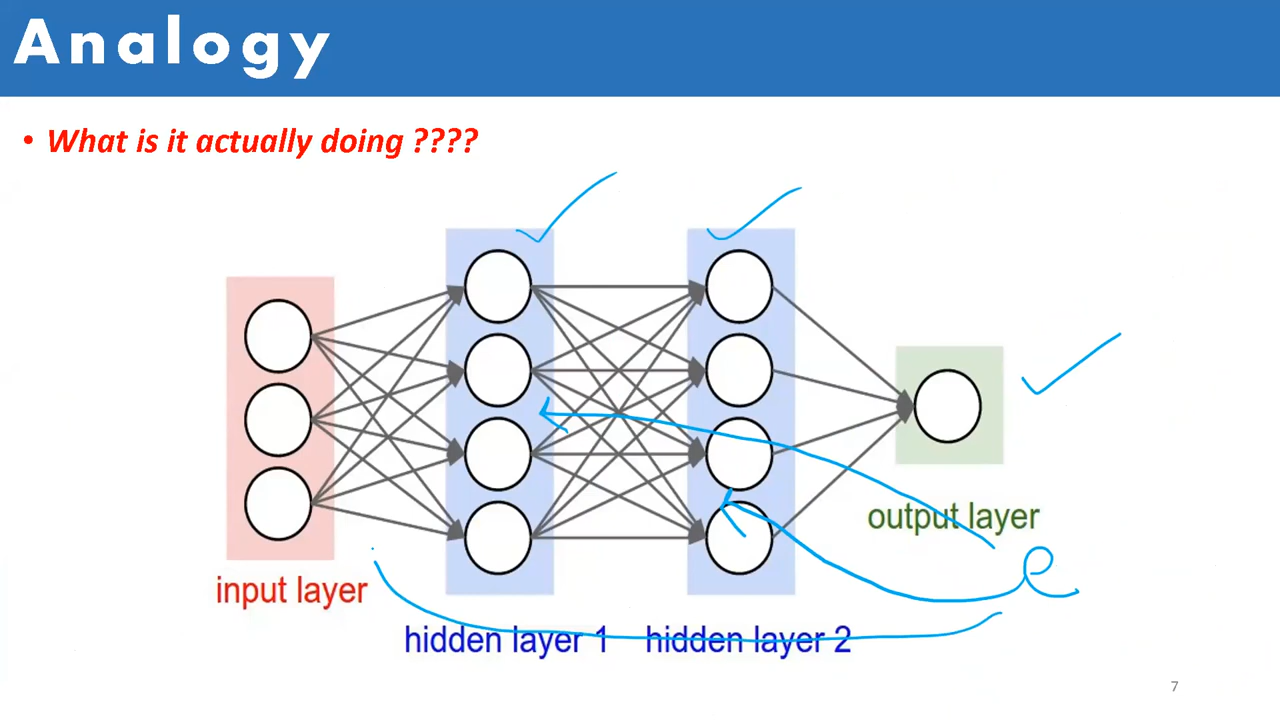 Analogy
• What is it actually doing ????
output layer
e
input layer
hidden layer 1 hidden layer 2
7